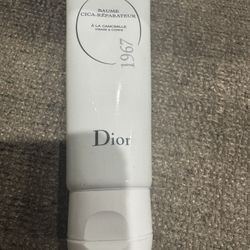 BAUME
CICA-RÉPARATEUR
À LA CAMOMILLE
VISAGE & CORPS
1967
Dior